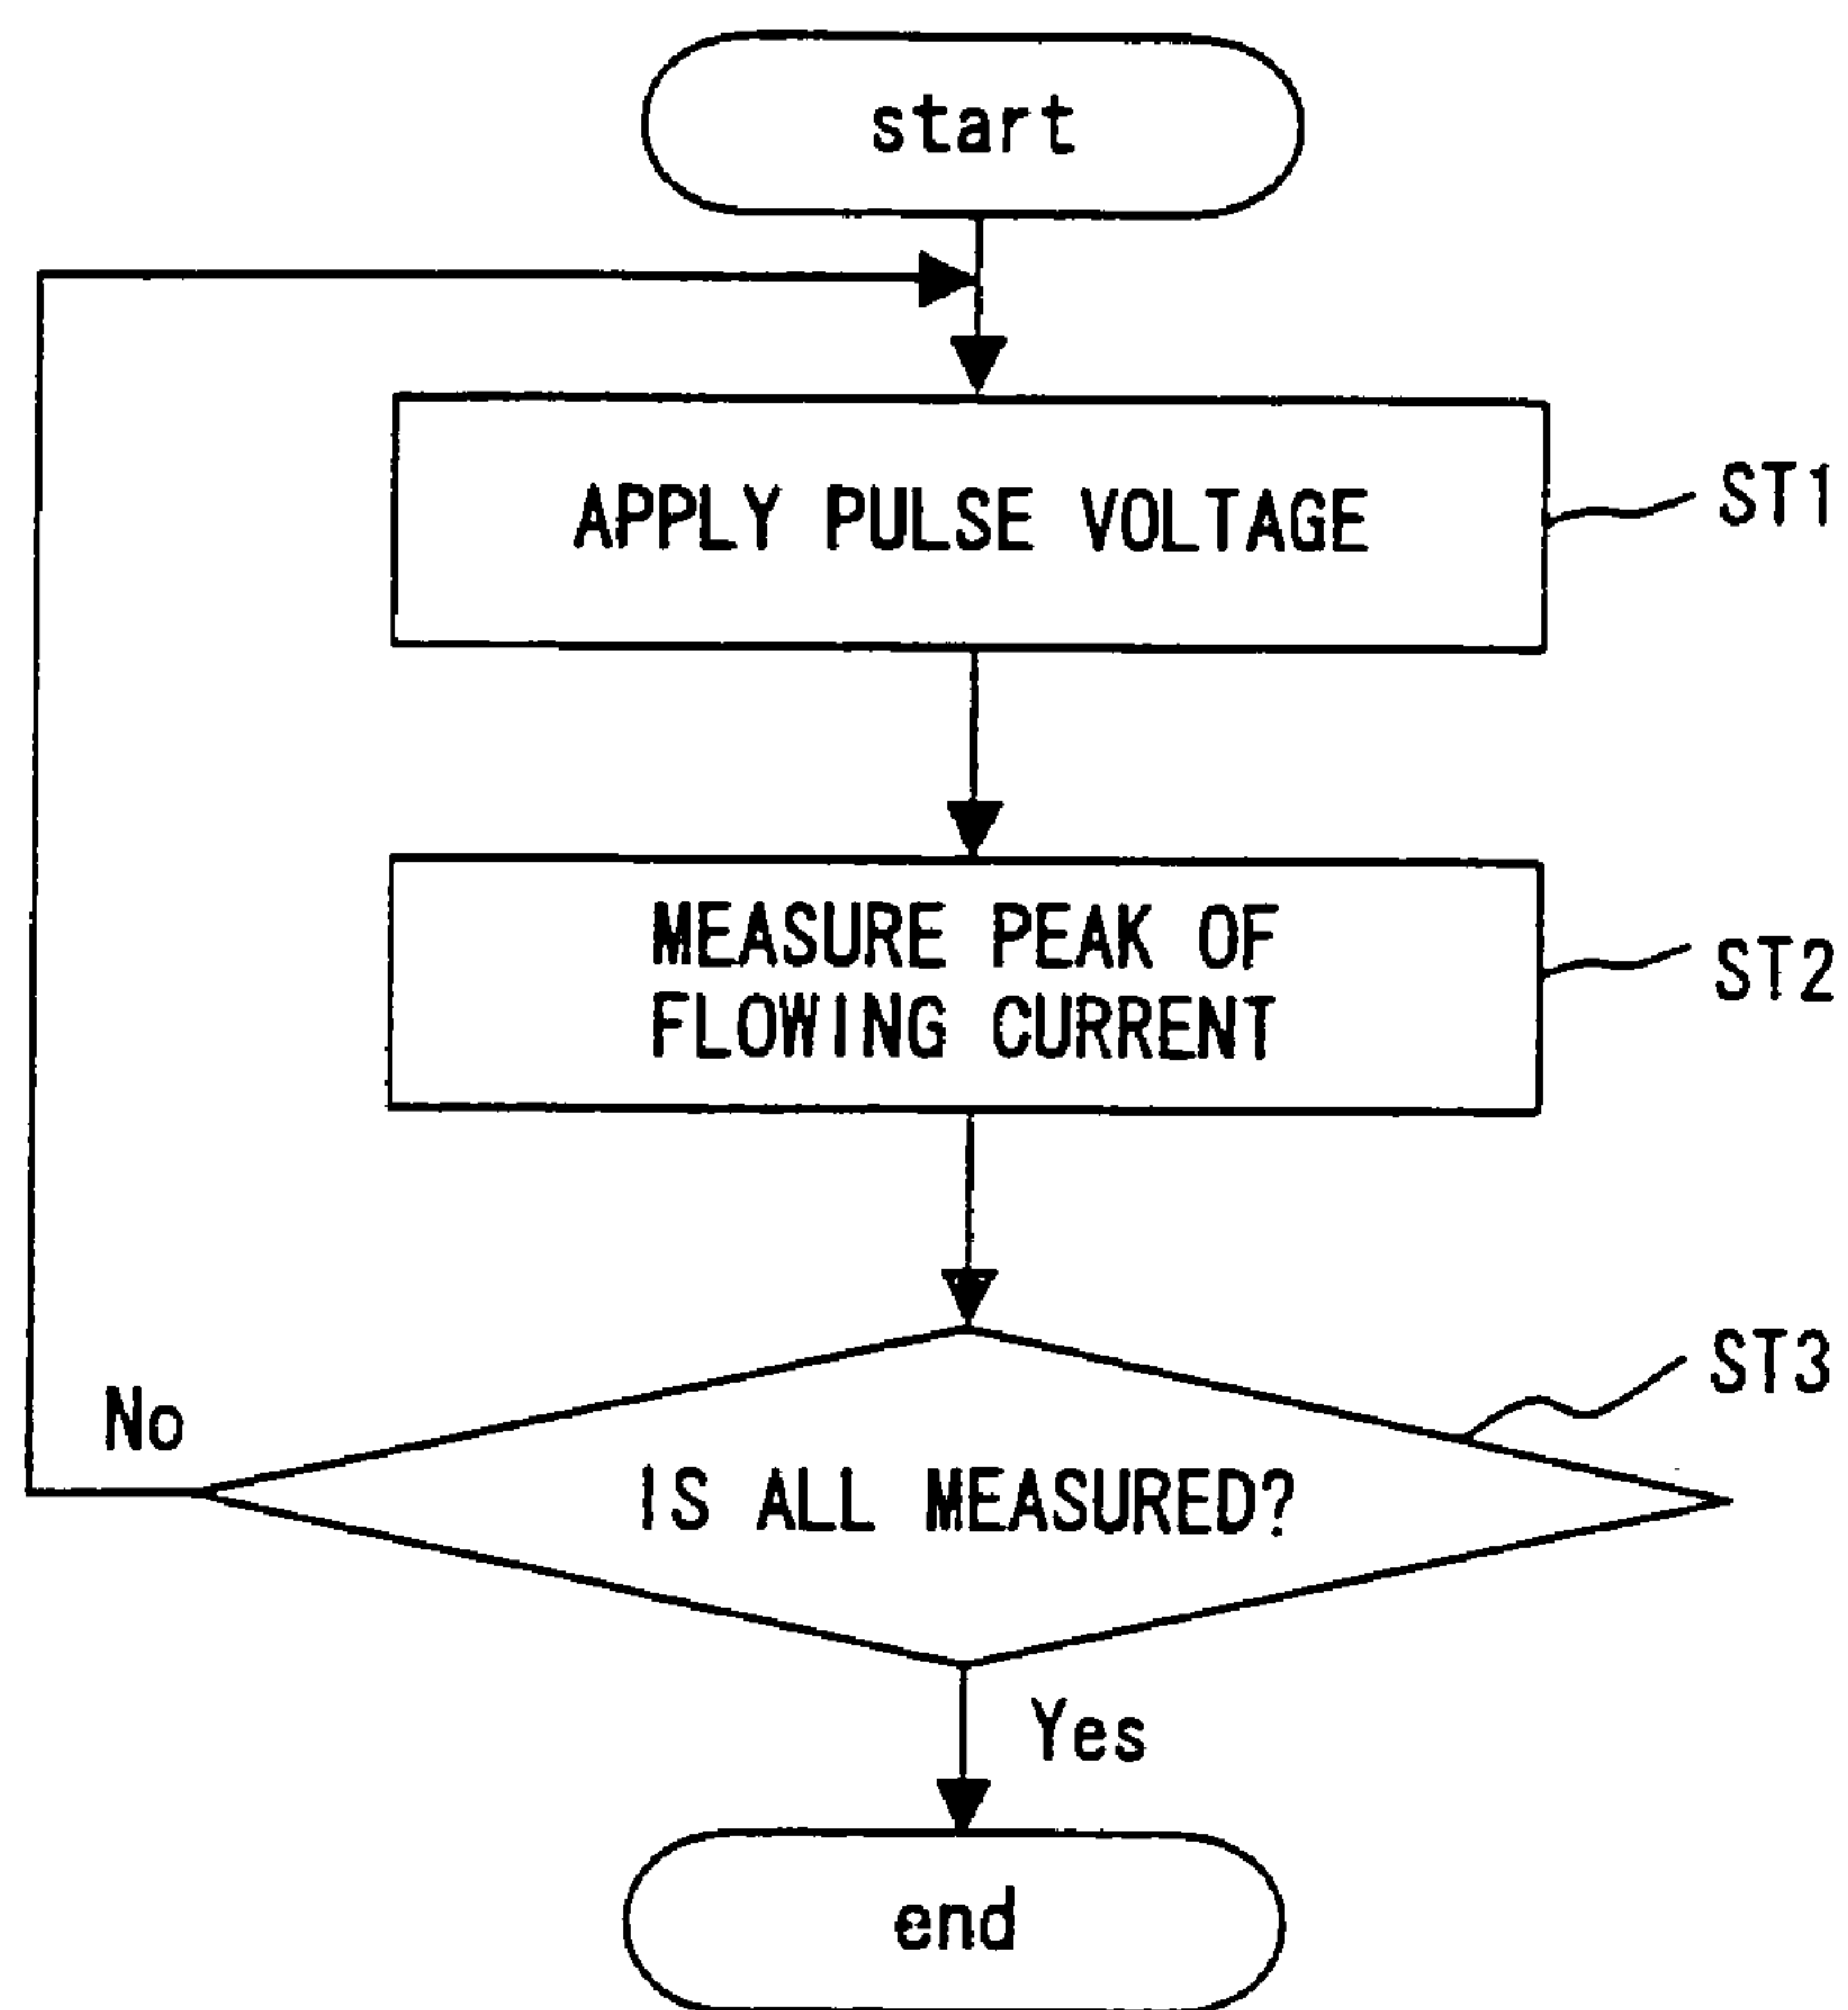 start
APPLY PULSE VOLTAGE
ST1
MEASURE PEAK OF
FLOWING CURRENT
ST2
ST3
No
IS ALL MEASURED?
Yes
end